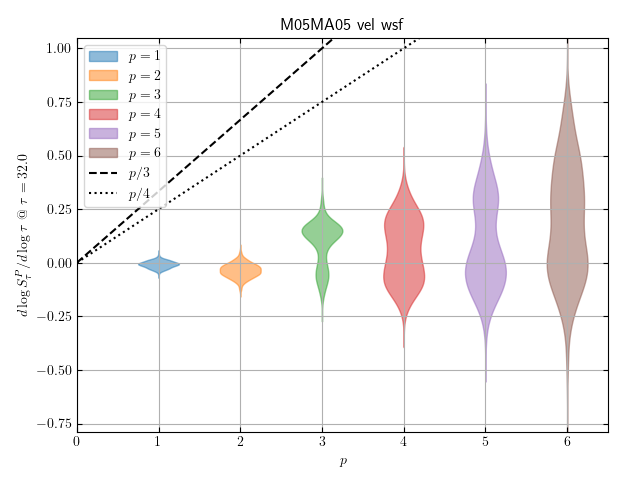 M05MA05 vel wsf
1.00
0.75
0.50
0.25
0.00
−0.25
−0.50
−0.75
d log S_τ^P / d log τ @ τ = 32.0
p = 1
p = 2
p = 3
p = 4
p = 5
p = 6
p/3
p/4
0 1 2 3 4 5 6
p